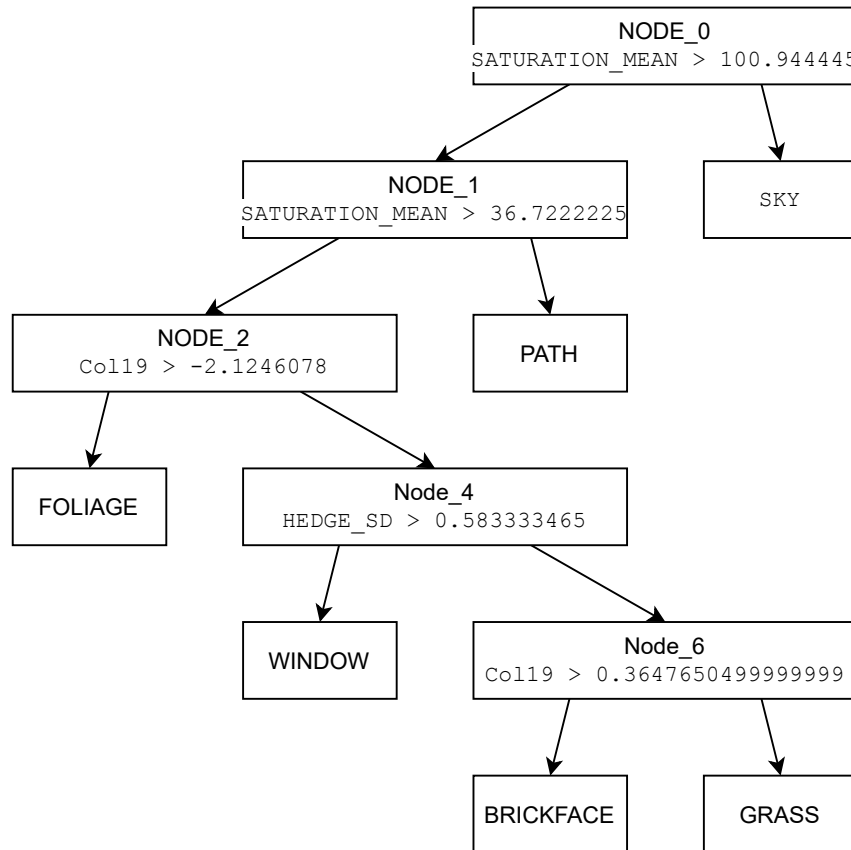 NODE_0
SATURATION_MEAN > 100.944445
NODE_1
SATURATION_MEAN > 36.7222225
SKY
NODE_2
Col19 > -2.1246078
PATH
FOLIAGE
Node_4
HEDGE_SD > 0.583333465
WINDOW
Node_6
Col19 > 0.3647650499999999
BRICKFACE
GRASS